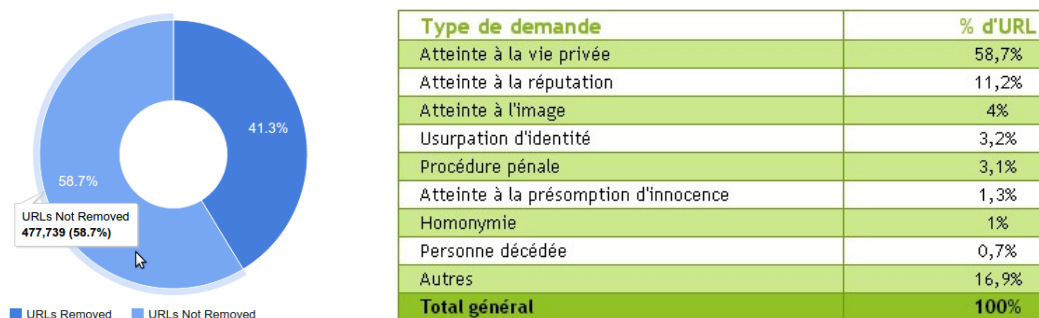 41.3%
58.7%
URLs Not Removed
477,739 (58.7%)
URLs Removed URLs Not Removed
Type de demande % d'URL
Atteinte à la vie privée 58,7%
Atteinte à la réputation 11,2%
Atteinte à l'image 4%
Usurpation d'identité 3,2%
Procédure pénale 3,1%
Atteinte à la présomption d'innocence 1,3%
Homonymie 1%
Personne décédée 0,7%
Autres 16,9%
Total général 100%